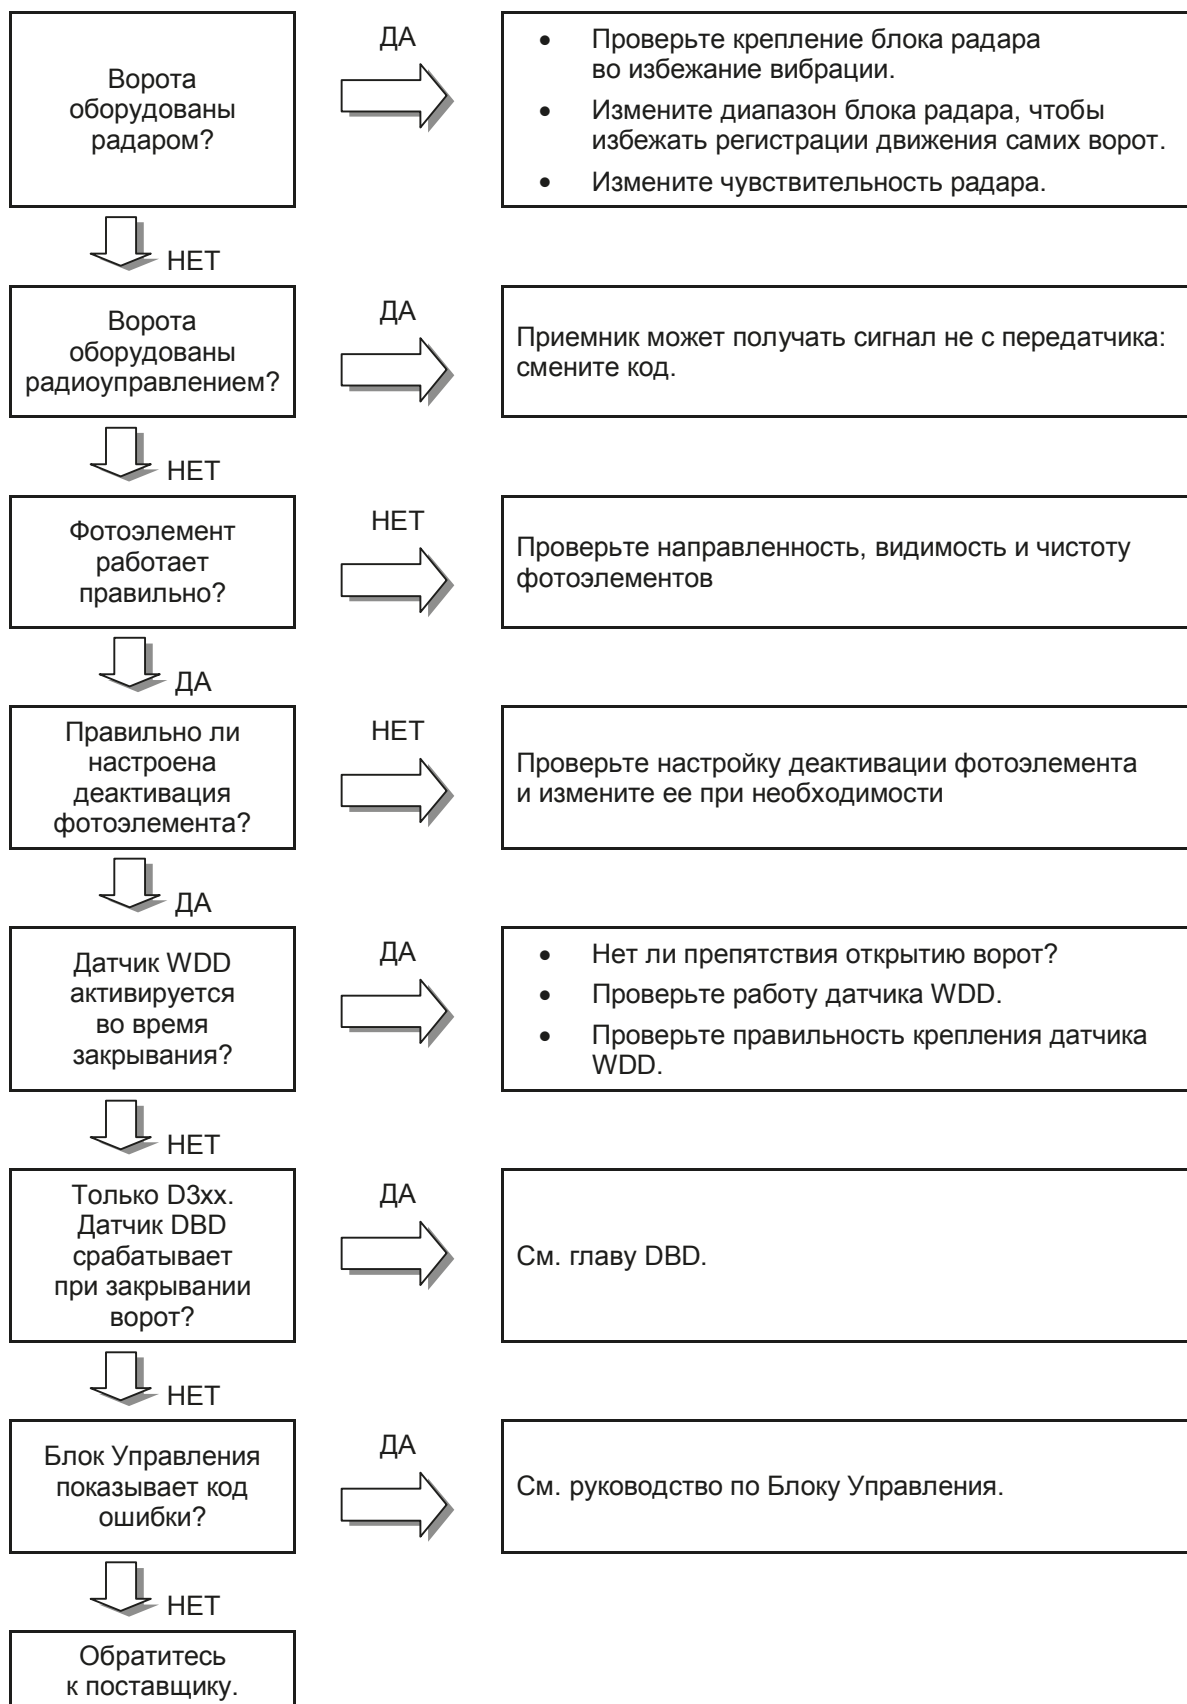 Ворота
оборудованы
радаром?
ДА
• Проверьте крепление блока радара
во избежание вибрации.
• Измените диапазон блока радара, чтобы
избежать регистрации движения самих ворот.
• Измените чувствительность радара.
НЕТ
Ворота
оборудованы
радиоуправлением?
ДА
Приемник может получать сигнал не с передатчика:
смените код.
НЕТ
Фотоэлемент
работает
правильно?
НЕТ
Проверьте направленность, видимость и чистоту
фотоэлементов
ДА
Правильно ли
настроена
деактивация
фотоэлемента?
НЕТ
Проверьте настройку деактивации фотоэлемента
и измените ее при необходимости
ДА
Датчик WDD
активируется
во время
закрывания?
ДА
• Нет ли препятствия открытию ворот?
• Проверьте работу датчика WDD.
• Проверьте правильность крепления датчика
WDD.
НЕТ
Только D3xx.
Датчик DBD
срабатывает
при закрывании
ворот?
ДА
См. главу DBD.
НЕТ
Блок Управления
показывает код
ошибки?
ДА
См. руководство по Блоку Управления.
НЕТ
Обратитесь
к поставщику.